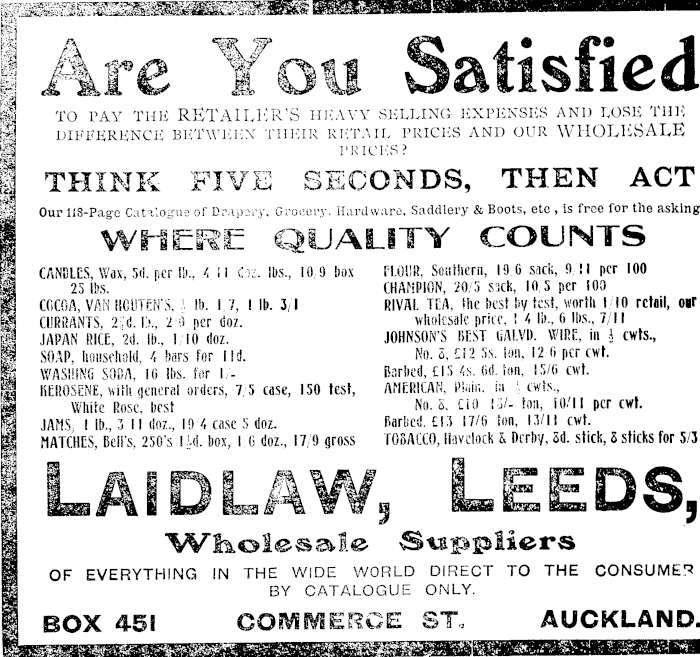 Are You Satisfied
TO PAY THE RETAILER'S HEAVY SELLING EXPENSES AND LOSE THE
DIFFERENCE BETWEEN THEIR RETAIL PRICES AND OUR WHOLESALE
PRICES?
THINK FIVE SECONDS, THEN ACT
Our 118-Page Catalogue of Drapery, Grocery, Hardware, Saddlery & Boots, etc , is free for the asking
WHERE QUALITY COUNTS
CANDLES, Wax, 5d. per lb., 4/11 doz. lbs., 10/9 box
25 lbs.
COCOA, VAN HOUTEN'S, lb. 1/7, 1 lb. 3/1
CURRANTS, lb., per doz.
JAPAN RICE, 2d. lb., 1/10 doz.
SOAP, household, 4 bars for 11d.
WASHING SODA, 16 lbs. for 1/-
KEROSENE, with general orders, 7/5 case, 150 test,
White Rose, best
JAMS, 1 lb., 3/11 doz., 19/4 case 5 doz.
MATCHES, Bell's, 250's box, 1/6 doz., 17/9 gross
FLOUR, Southern, 19/6 sack, 9/11 per 100
CHAMPION, 20/5 sack, 10/5 per 100
RIVAL TEA, the best by test, worth 1/10 retail, our
wholesale price, 1/4 lb., 6 lbs., 7/11
JOHNSON'S BEST GALVD. WIRE, in ½ cwts.,
No. 8, £12 5s. ton, 12/6 per cwt.
Barbed, £15 4s. 6d. ton, 15/6 cwt.
AMERICAN, Plain, in cwts.,
No. 8, £10 15/- ton, 10/11 per cwt.
Barbed, £13 17/6 ton, 13/11 cwt.
TOBACCO, Havelock & Derby, 8d. stick, 8 sticks for 5/3
LAIDLAW, LEEDS,
Wholesale Suppliers
OF EVERYTHING IN THE WIDE WORLD DIRECT TO THE CONSUMER
BY CATALOGUE ONLY.
BOX 451 COMMERCE ST. AUCKLAND.